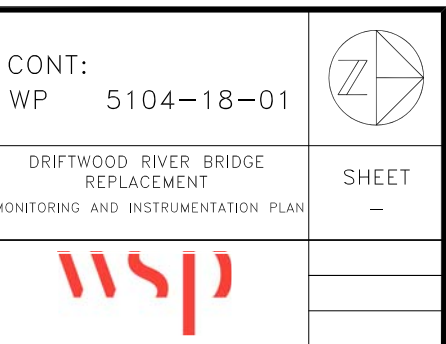 CONT:
WP 5104-18-01
DRIFTWOOD RIVER BRIDGE
REPLACEMENT
MONITORING AND INSTRUMENTATION PLAN
SHEET
—
wsp
Z